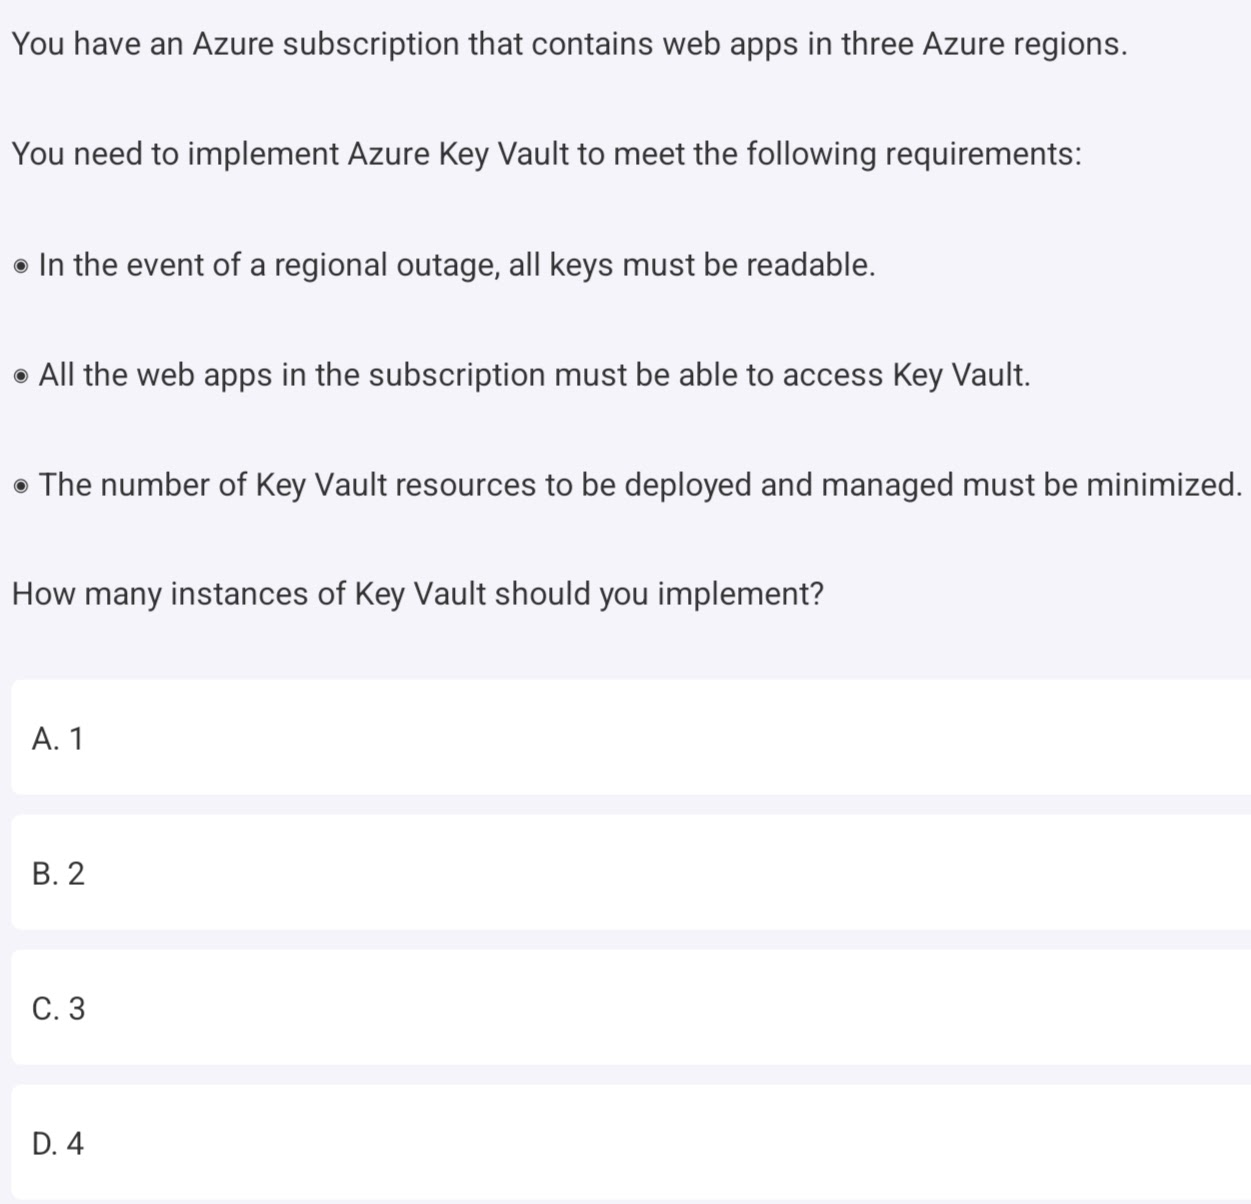 You have an Azure subscription that contains web apps in three Azure regions.
You need to implement Azure Key Vault to meet the following requirements:
◉ In the event of a regional outage, all keys must be readable.
◉ All the web apps in the subscription must be able to access Key Vault.
◉ The number of Key Vault resources to be deployed and managed must be minimized.
How many instances of Key Vault should you implement?
A. 1
B. 2
C. 3
D. 4